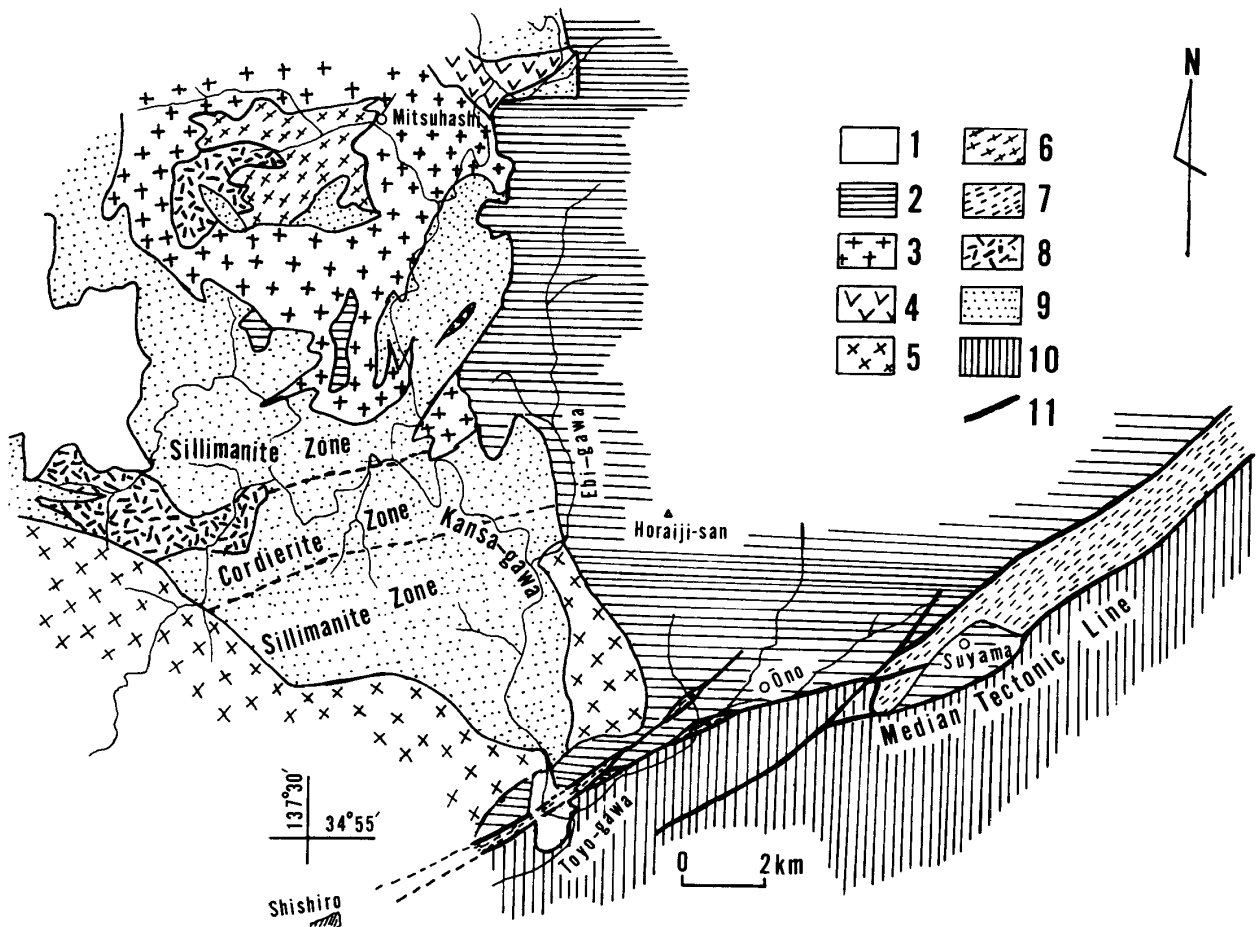 N
Mitsuhashi
1
2
3
4
5
6
7
8
9
10
11
Sillimanite Zone
Cordierite Zone
Sillimanite Zone
Kansa-gawa
Ebi-gawa
Horaiji-san
Ōno
Suyama
Median Tectonic Line
Toyo-gawa
137°30′
34°55′
0 2km
Shishiro